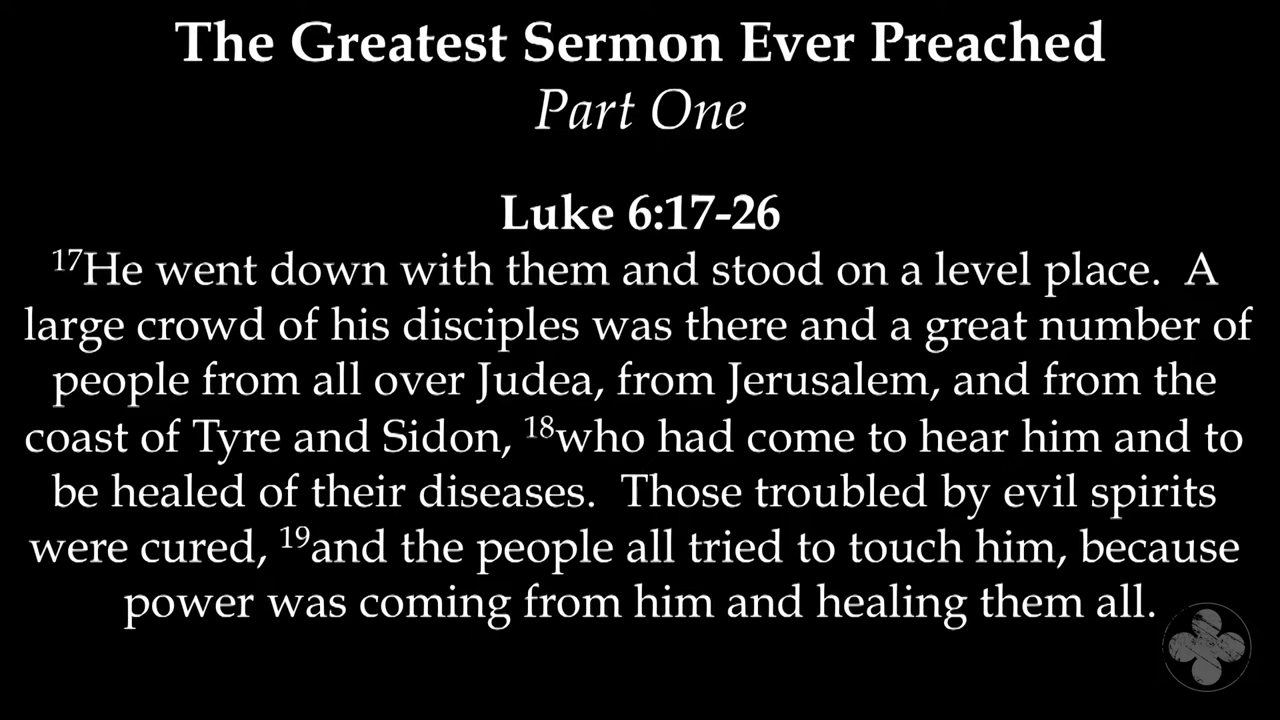 The Greatest Sermon Ever Preached
Part One
Luke 6:17-26
¹⁷He went down with them and stood on a level place.  A
large crowd of his disciples was there and a great number of
people from all over Judea, from Jerusalem, and from the
coast of Tyre and Sidon, ¹⁸who had come to hear him and to
be healed of their diseases.  Those troubled by evil spirits
were cured, ¹⁹and the people all tried to touch him, because
power was coming from him and healing them all.